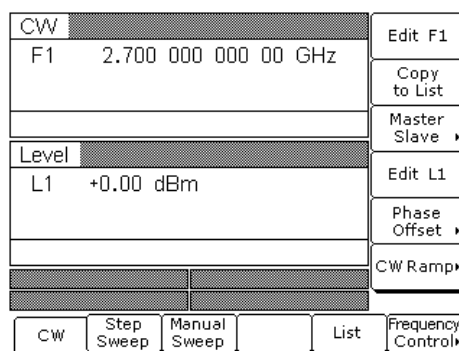 CW
F1 2.700 000 000 00 GHz
Level
L1 +0.00 dBm
Edit F1
Copy
to List
Master
Slave
Edit L1
Phase
Offset
CW Ramp
CW
Step
Sweep
Manual
Sweep
List
Frequency
Control